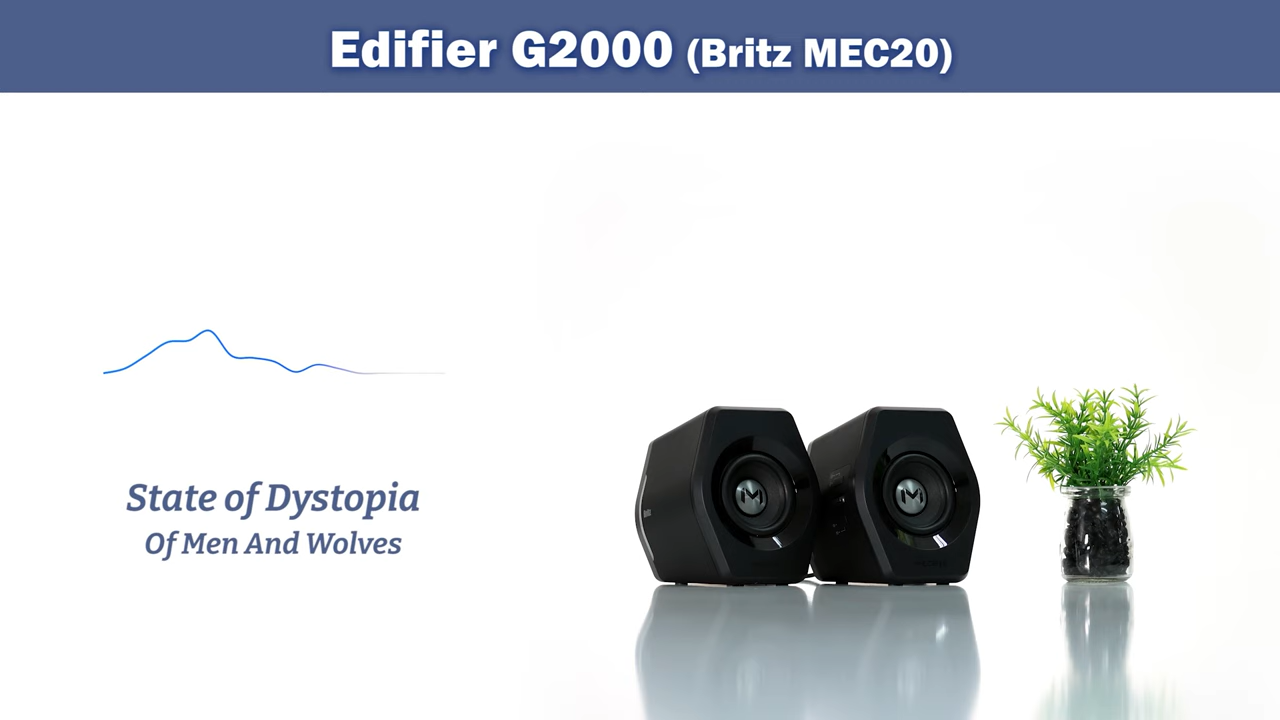 Edifier G2000 (Britz MEC20)
State of Dystopia
Of Men And Wolves